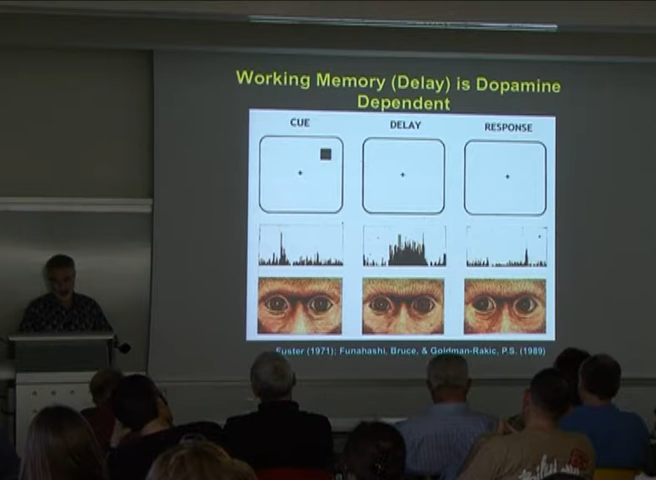 Working Memory (Delay) is Dopamine
Dependent
CUE DELAY RESPONSE
Fuster (1971); Funahashi, Bruce, & Goldman-Rakic, P.S. (1989)